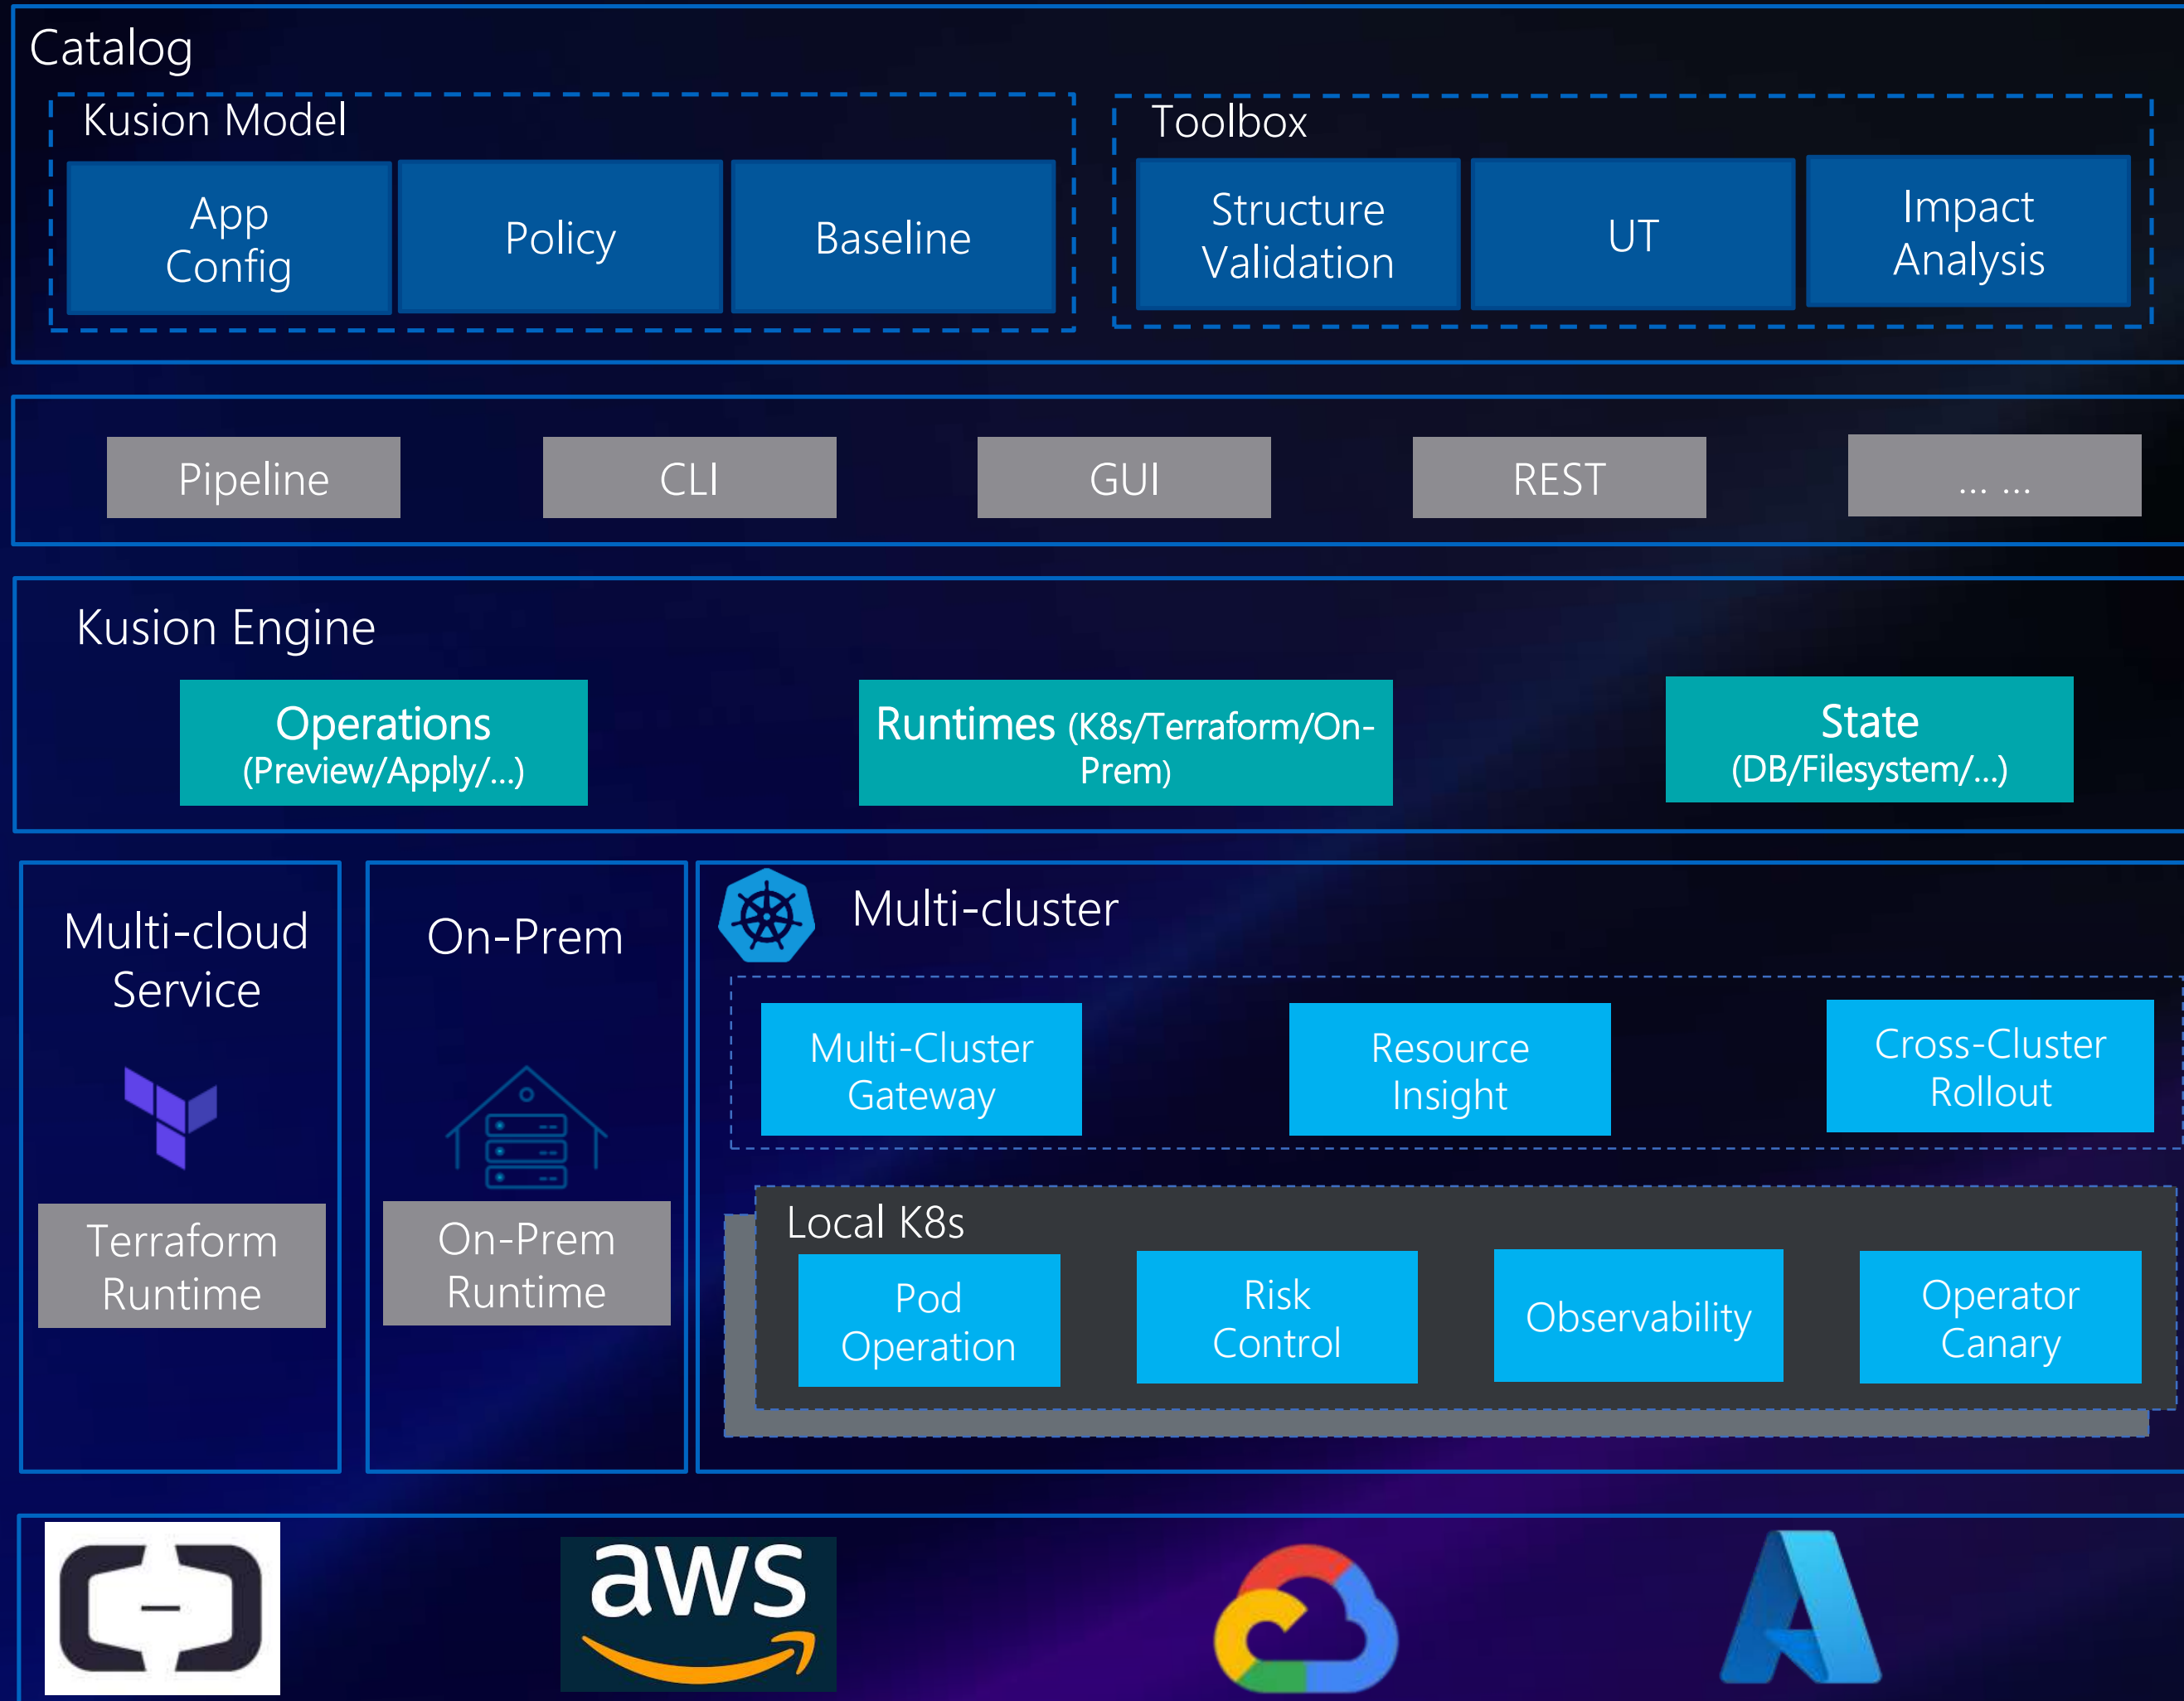 Catalog
Kusion Model
App
Config
Policy
Baseline
Toolbox
Structure
Validation
UT
Impact
Analysis
Pipeline
CLI
GUI
REST
... ...
Kusion Engine
Operations
(Preview/Apply/...)
Runtimes (K8s/Terraform/On-
Prem)
State
(DB/Filesystem/...)
Multi-cloud
Service
Terraform
Runtime
On-Prem
On-Prem
Runtime
Multi-cluster
Multi-Cluster
Gateway
Resource
Insight
Cross-Cluster
Rollout
Local K8s
Pod
Operation
Risk
Control
Observability
Operator
Canary
aws